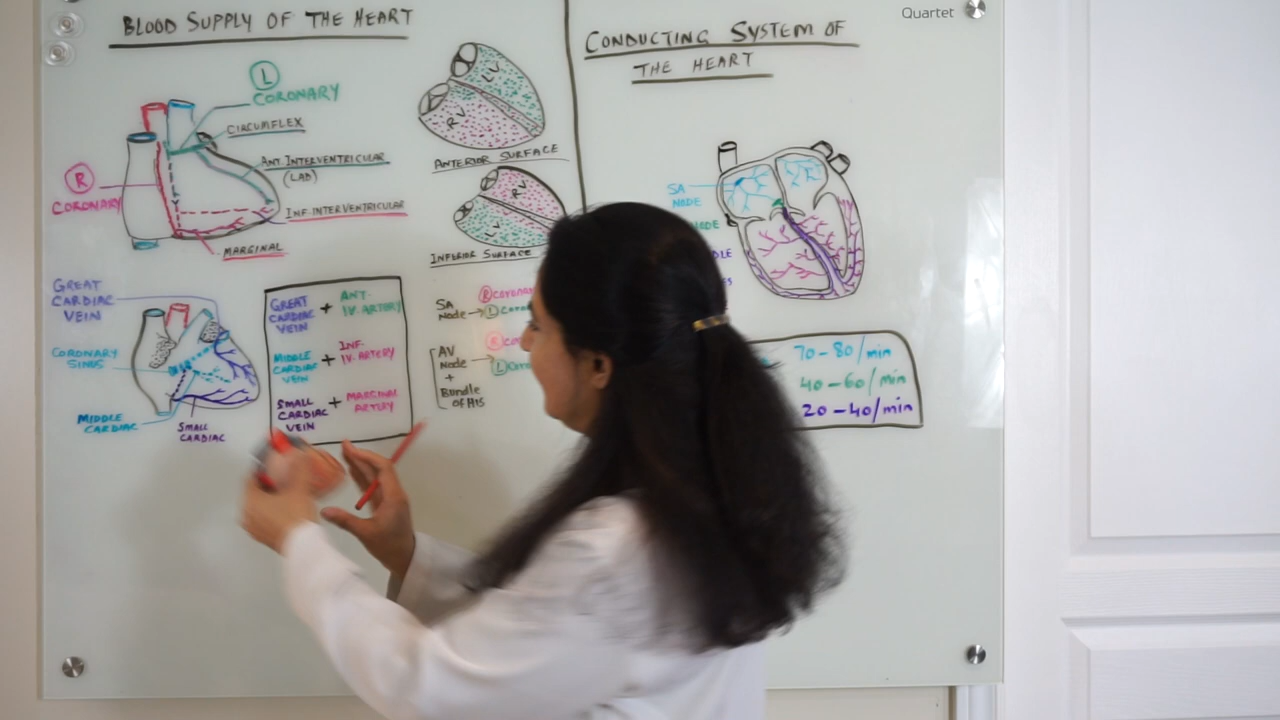 BLOOD SUPPLY OF THE HEART
L
CORONARY
CIRCUMFLEX
ANT. INTERVENTRICULAR
(LAD)
R
CORONARY
INF. INTERVENTRICULAR
MARGINAL
LV
RV
ANTERIOR SURFACE
RV
LV
INFERIOR SURFACE
GREAT
CARDIAC
VEIN
CORONARY
SINUS
MIDDLE
CARDIAC
SMALL
CARDIAC
GREAT
CARDIAC
VEIN
+
ANT.
IV. ARTERY
MIDDLE
CARDIAC
VEIN
+
INF.
IV. ARTERY
SMALL
CARDIAC
VEIN
+
MARGINAL
ARTERY
SA
Node
R
L
AV
Node
+
Bundle
of His
R
L
Quartet
CONDUCTING SYSTEM OF
THE HEART
SA
NODE
70-80/min
40-60/min
20-40/min